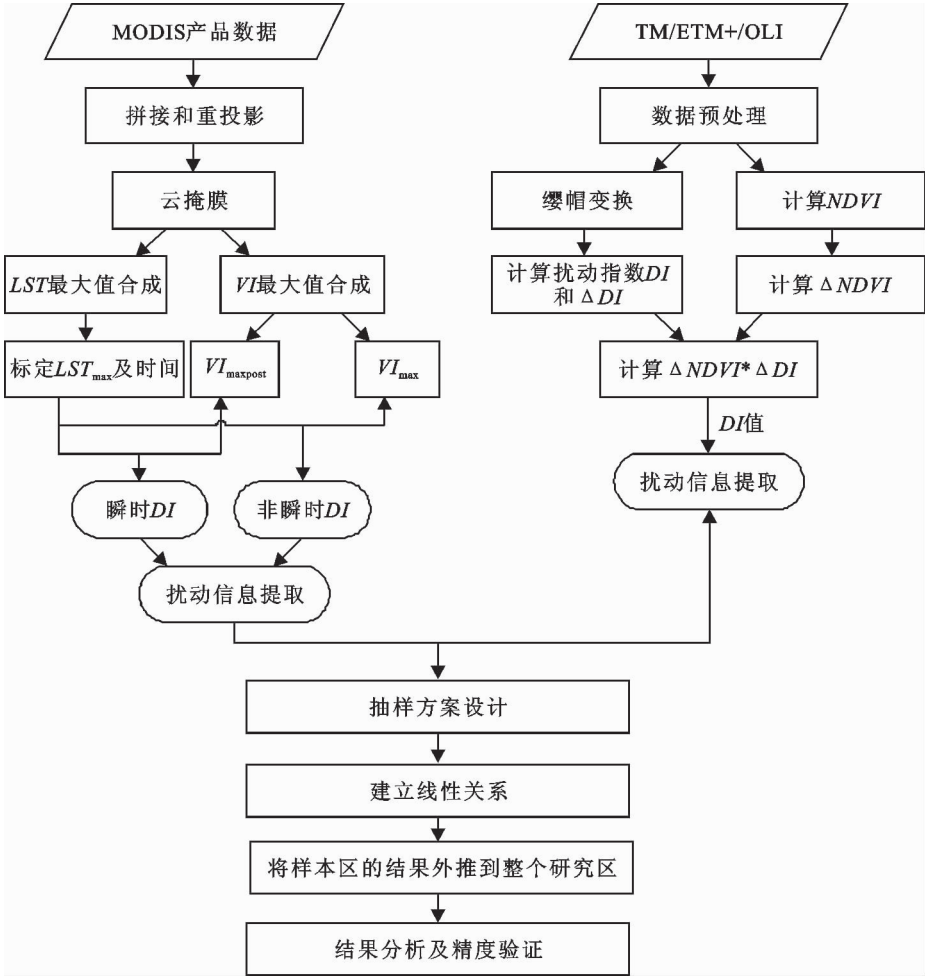 MODIS产品数据
TM/ETM+/OLI
拼接和重投影
数据预处理
云掩膜
缨帽变换
计算NDVI
LST最大值合成
VI最大值合成
计算扰动指数DI
和ΔDI
计算ΔNDVI
标定LSTmax及时间
VImaxpost
VImax
计算ΔNDVI*ΔDI
DI值
瞬时DI
非瞬时DI
扰动信息提取
扰动信息提取
抽样方案设计
建立线性关系
将样本区的结果外推到整个研究区
结果分析及精度验证